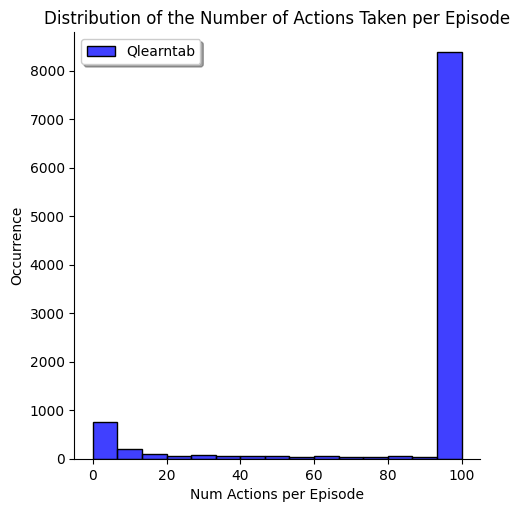 Distribution of the Number of Actions Taken per Episode
Qlearntab
8000
7000
6000
5000
4000
3000
2000
1000
0
Occurrence
0 20 40 60 80 100
Num Actions per Episode